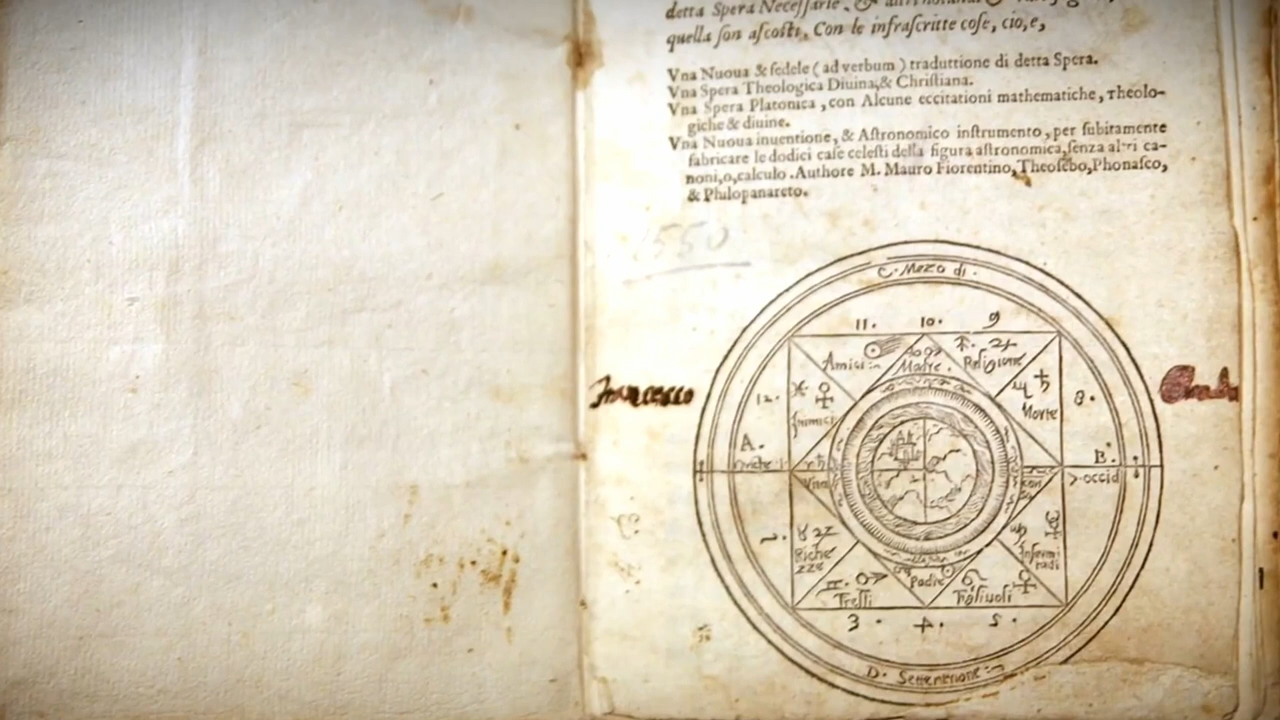 detta Spera Necessarie, &
quella son ascosti, Con le infrascritte cose, cio, e,
Vna Nuoua & fedele ( ad verbum ) traduttione di detta Spera.
Vna Spera Theologica Diuina, & Christiana.
Vna Spera Platonica, con Alcune eccitationi mathematiche, Theolo-
giche & diuine.
Vna Nuoua inuentione, & Astronomico instrumento, per subitamente
fabricare le dodici case celesti della figura astronomica, senza altri ca-
noni, o, calculo. Authore M. Mauro Fiorentino, Theosebo, Phonasco,
& Philopanareto.
1550
C. Mezo di.
11. 10. 9
Amici Madre. Religione
Francesco
12. Inimici Morte 8.
A. B.
Vita occid
Riche
zze
Infermi
tadi
Padre
Figliuoli
3. 4. 5.
D. Settentrione